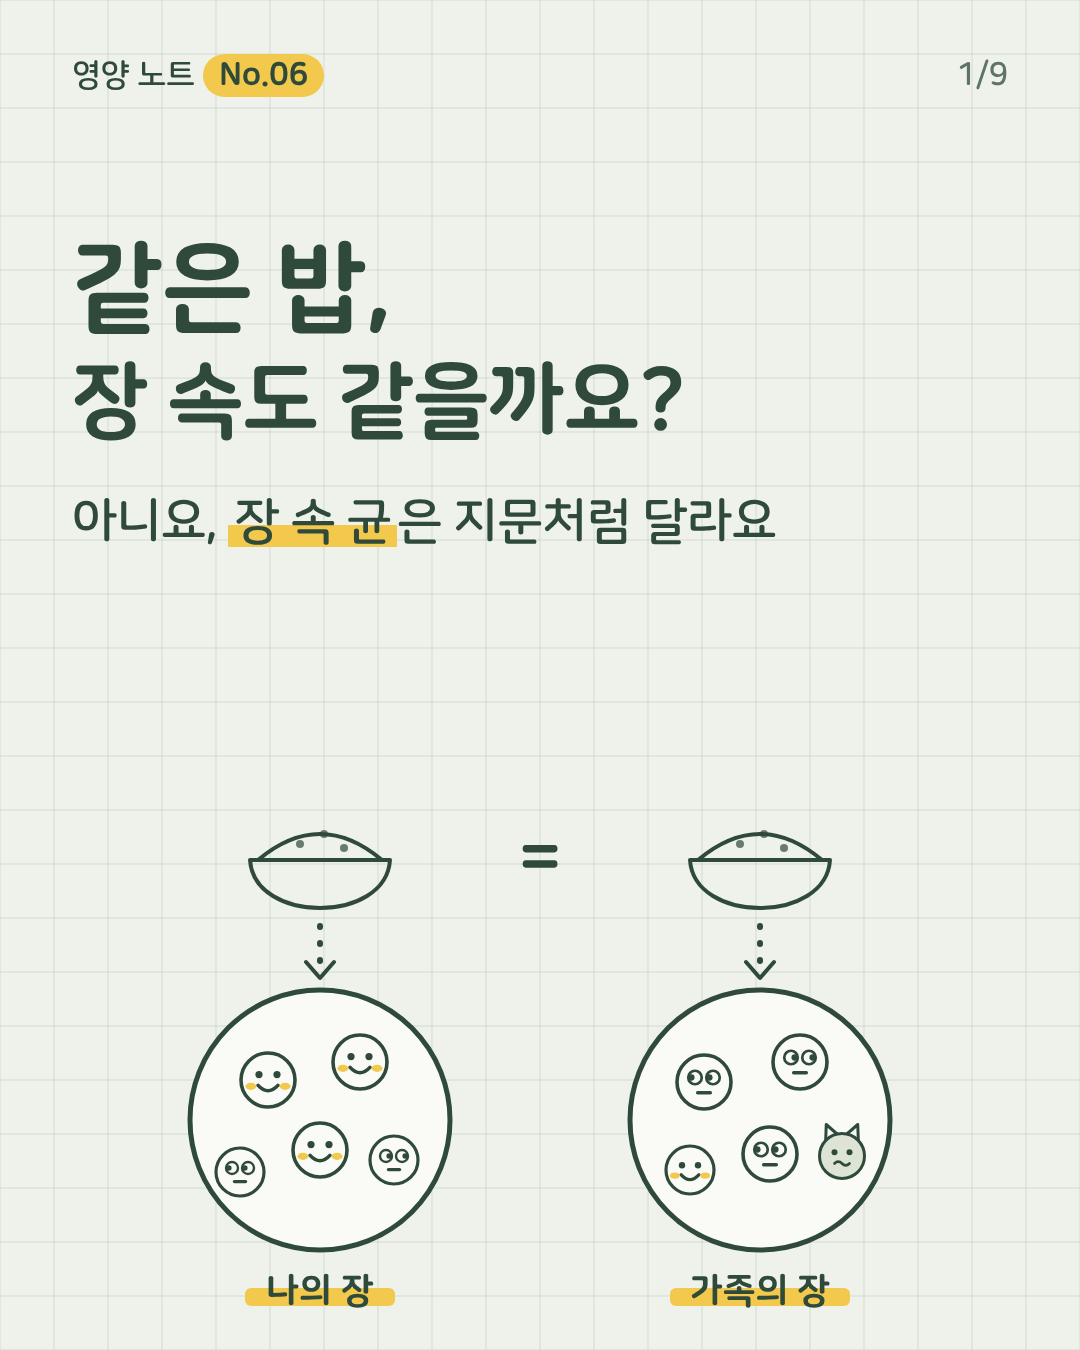 영양 노트 No.06
1/9
같은 밥,
장 속도 같을까요?
아니요, 장 속 균은 지문처럼 달라요
=
나의 장
가족의 장